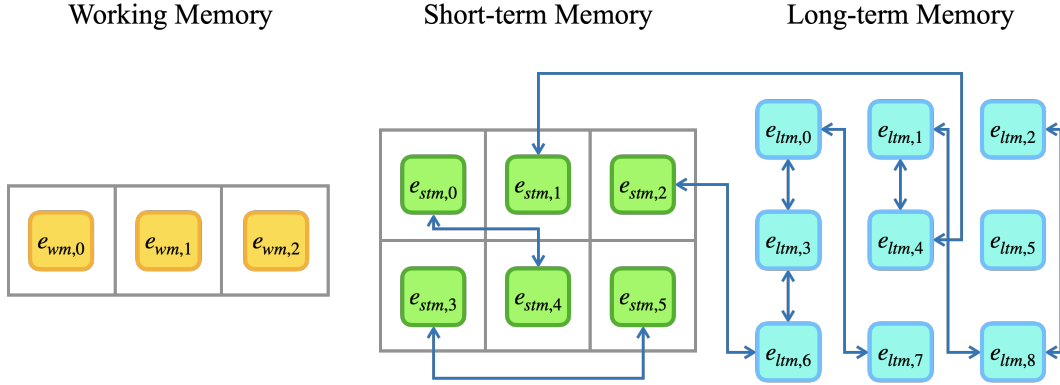 Working Memory
Short-term Memory
Long-term Memory
e_{wm,0}
e_{wm,1}
e_{wm,2}
e_{stm,0}
e_{stm,1}
e_{stm,2}
e_{stm,3}
e_{stm,4}
e_{stm,5}
e_{ltm,0}
e_{ltm,1}
e_{ltm,2}
e_{ltm,3}
e_{ltm,4}
e_{ltm,5}
e_{ltm,6}
e_{ltm,7}
e_{ltm,8}